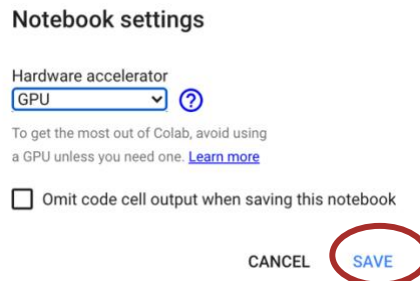 Notebook settings
Hardware accelerator
GPU
?
To get the most out of Colab, avoid using
a GPU unless you need one. Learn more
Omit code cell output when saving this notebook
CANCEL SAVE